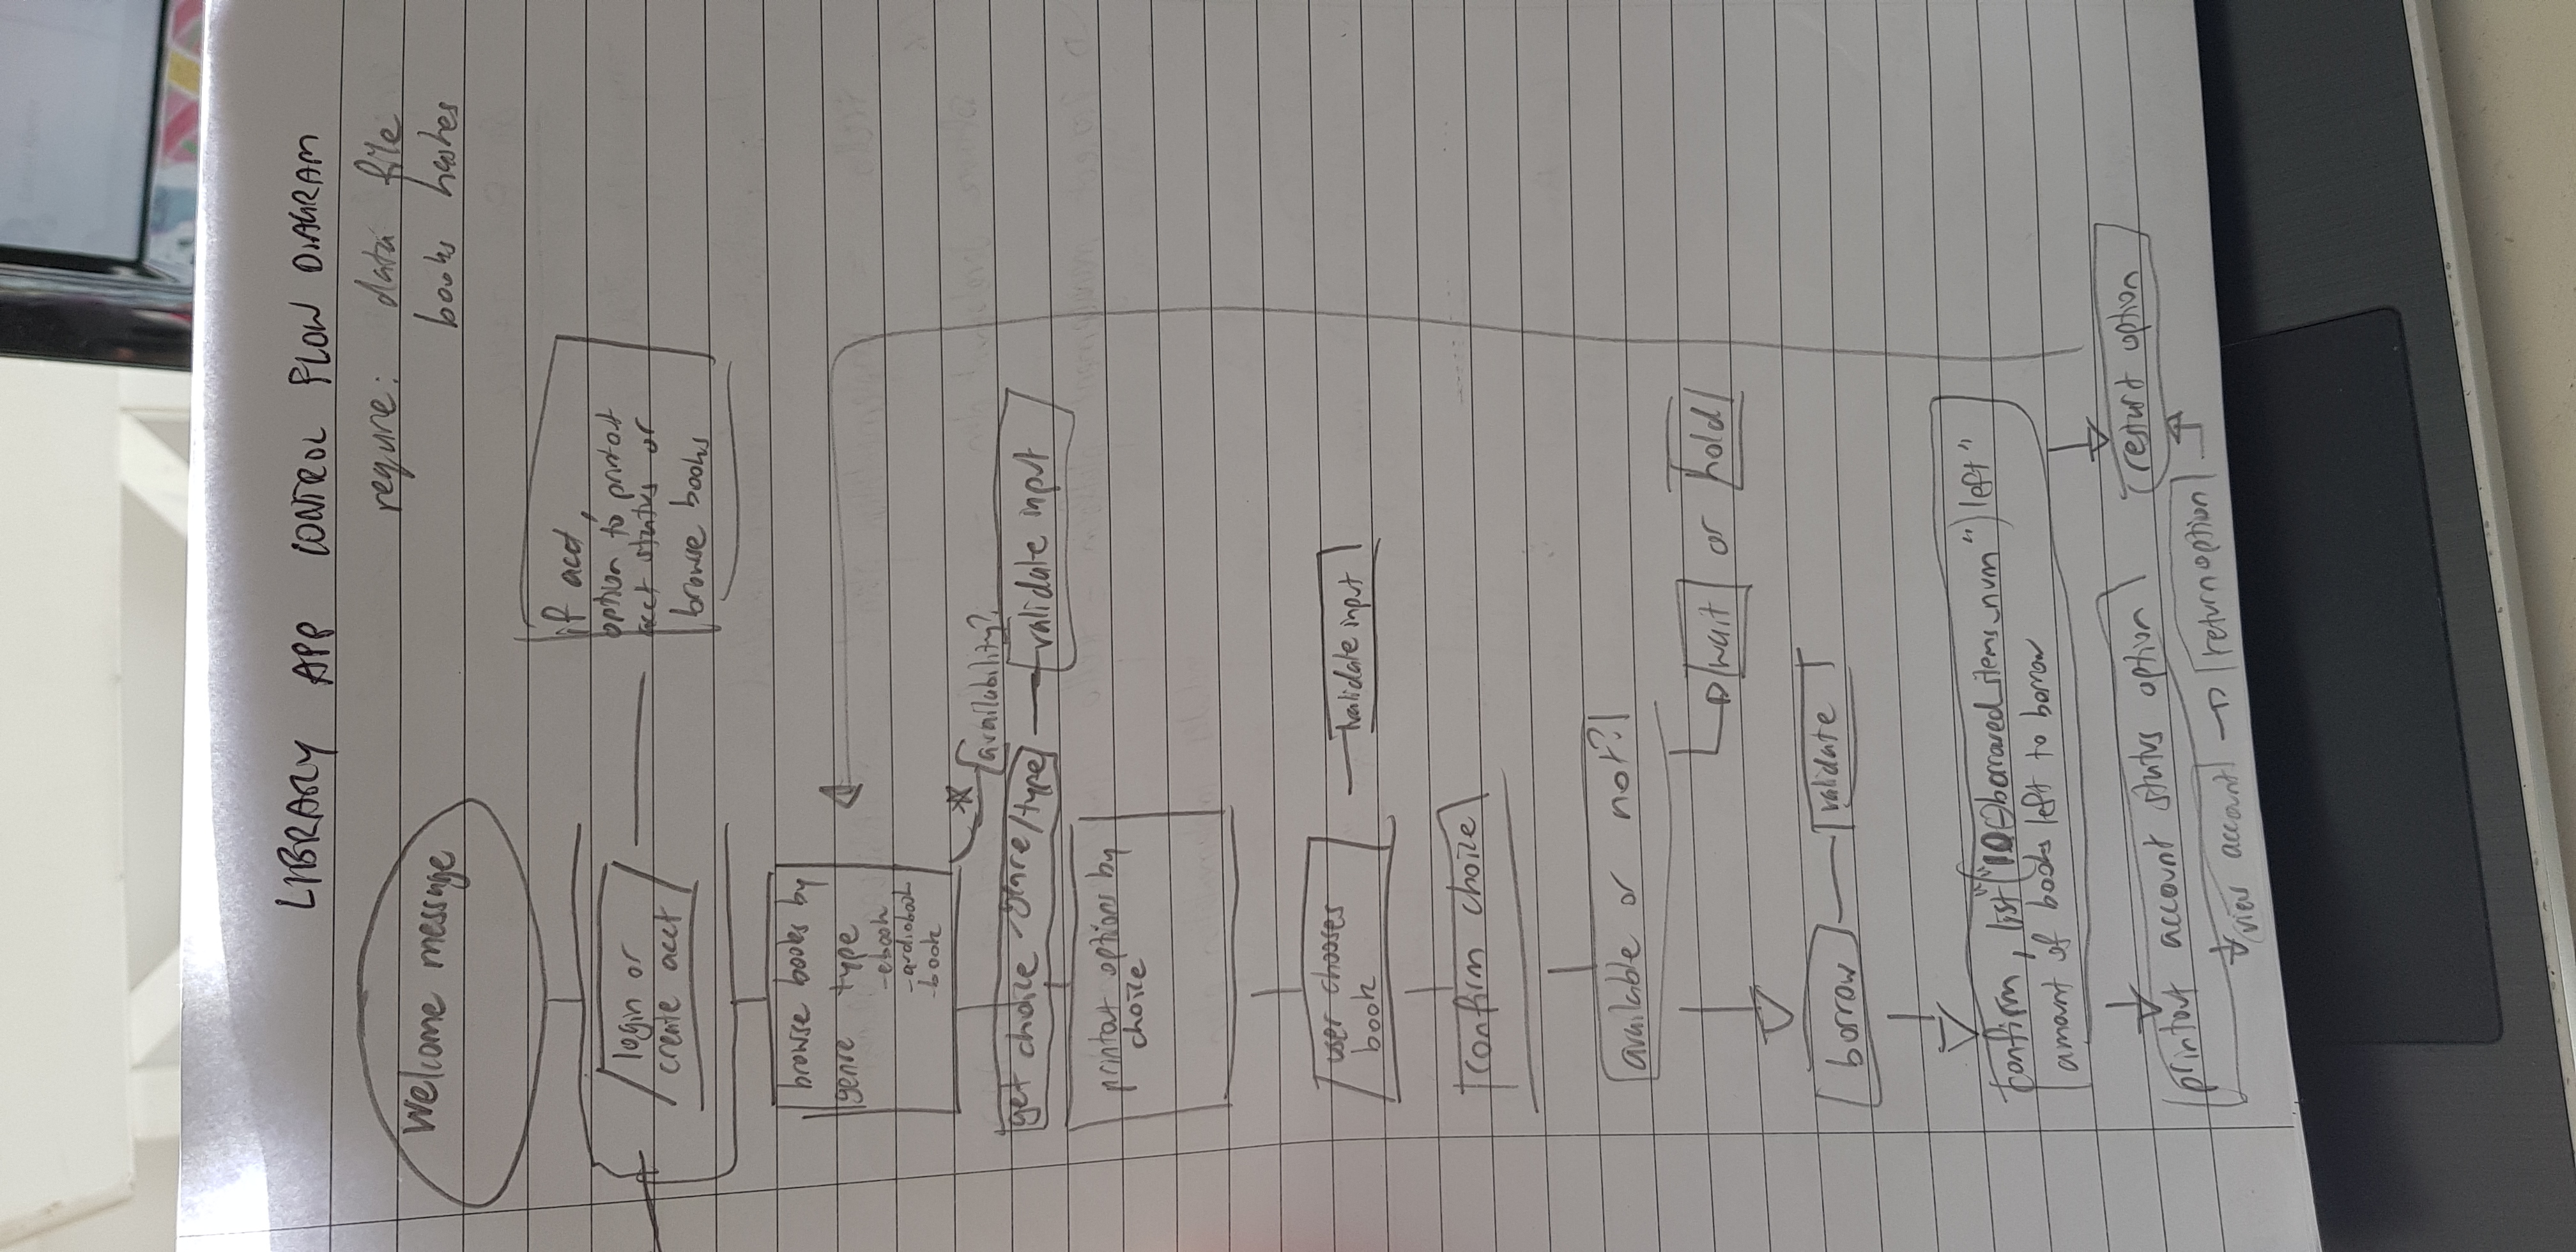 LIBRARY APP CONTROL FLOW DIAGRAM
require: data file
books hashes
Welcome message
login or
create acct
if acct,
option to printout
acct status or
browse books
browse books by
genre type
-ebook
-audiobook
-book
* availability?
get choice genre/type
validate input
printout options by
choice
user chooses
book
validate input
confirm choice
available or not?
wait or hold
borrow
validate
confirm, list "(10 - borrowed_items_num") left"
amount of books left to borrow
printout account status option
restart option
view account
return option